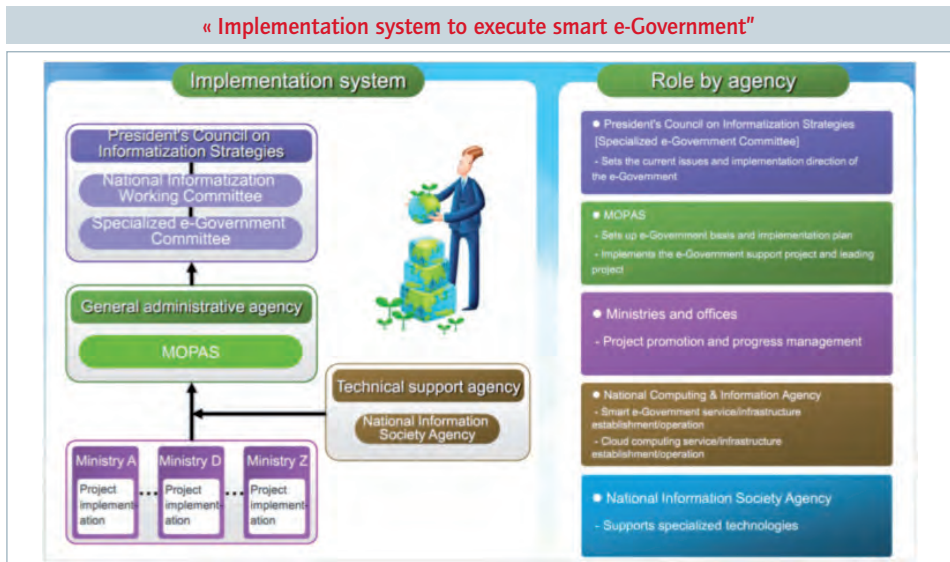 « Implementation system to execute smart e-Government”
Implementation system
President's Council on
Informatization Strategies
National Informatization
Working Committee
Specialized e-Government
Committee
General administrative agency
MOPAS
Technical support agency
National Information
Society Agency
Ministry A
Project
implement-
ation
Ministry D
Project
implement-
ation
Ministry Z
Project
implement-
ation
Role by agency
● President's Council on Informatization Strategies
[Specialized e-Government Committee]
- Sets the current issues and implementation direction of
the e-Government
● MOPAS
- Sets up e-Government basis and implementation plan
- Implements the e-Government support project and leading
project
● Ministries and offices
- Project promotion and progress management
● National Computing & Information Agency
- Smart e-Government service/infrastructure
establishment/operation
- Cloud computing service/infrastructure
establishment/operation
● National Information Society Agency
- Supports specialized technologies